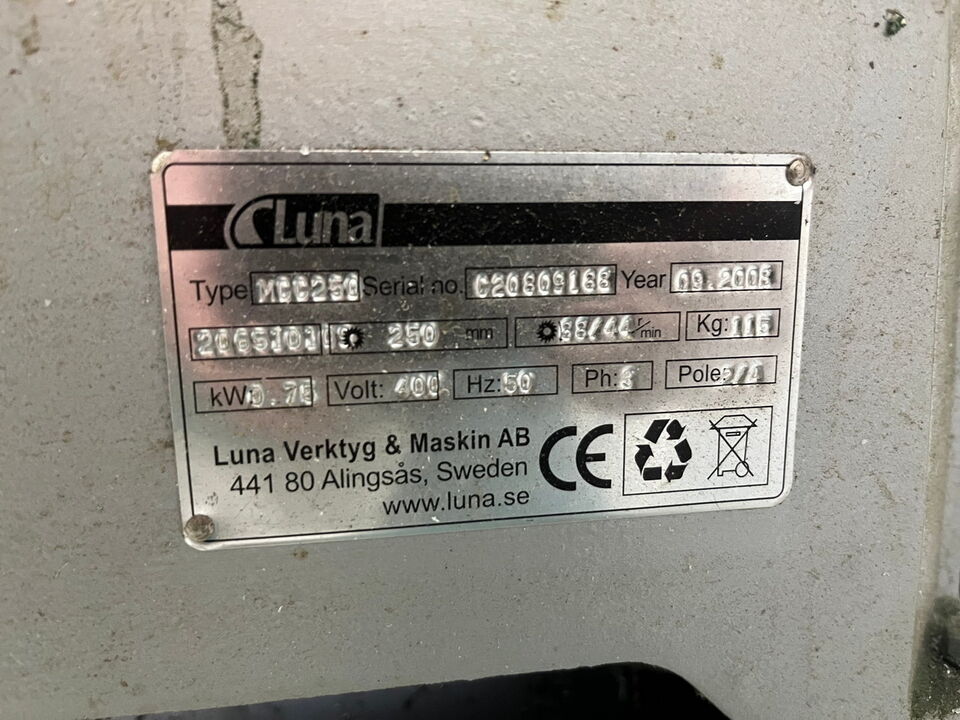 Luna
Type MCC250 Serial no. C20809168 Year 09.2008
250 mm 88/44 r/min Kg: 115
kW 0.75 Volt: 400 Hz: 50 Ph: 3 Pole: 2/4
Luna Verktyg & Maskin AB
441 80 Alingsås, Sweden
www.luna.se
CE